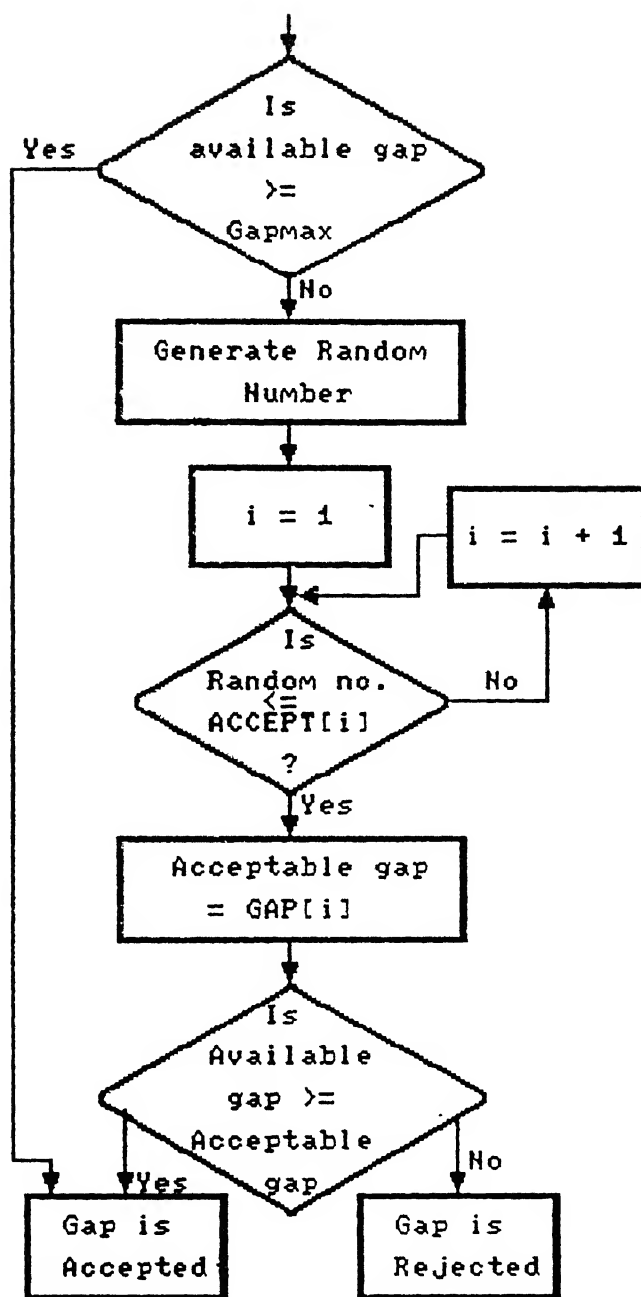 Is
available gap
>=
Gapmax
Yes
No
Generate Random
Number
i = 1
i = i + 1
Is
Random no.
<=
ACCEPT[i]
?
No
Yes
Acceptable gap
= GAP[i]
Is
Available
gap >=
Acceptable
gap
Yes
No
Gap is
Accepted
Gap is
Rejected